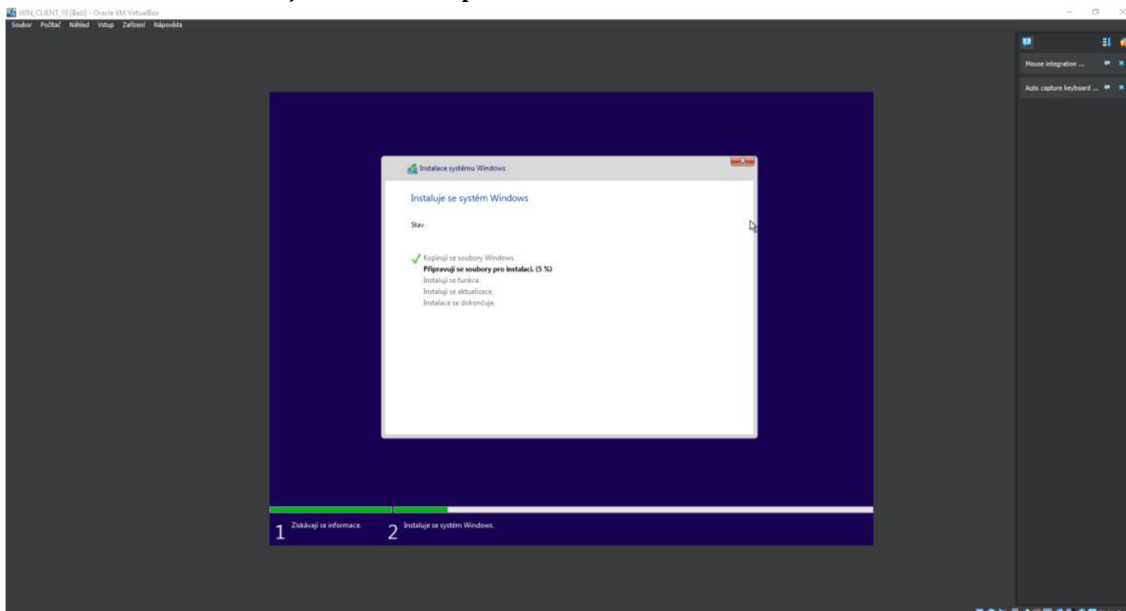 WIN_CLIENT_10 [Beží] - Oracle VM VirtualBox
Soubor Počítač Náhled Vstup Zařízení Nápověda
Mouse integration ...
Auto capture keyboard ...
Instalace systému Windows
Instaluje se systém Windows
Stav
Kopírují se soubory Windows.
Připravují se soubory pro instalaci. (5 %)
Instalují se funkce.
Instalují se aktualizace.
Instalace se dokončuje.
1 Získávají se informace.
2 Instaluje se systém Windows.